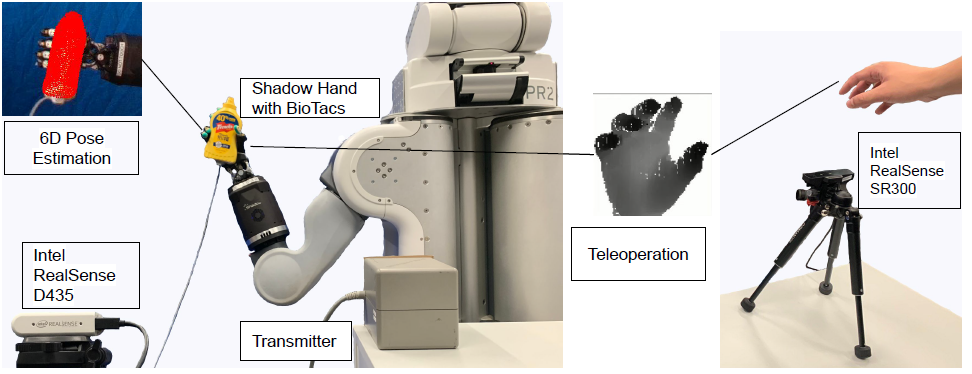 6D Pose
Estimation
Shadow Hand
with BioTacs
PR2
Intel
RealSense
SR300
Teleoperation
Intel
RealSense
D435
REALSENSE
Transmitter